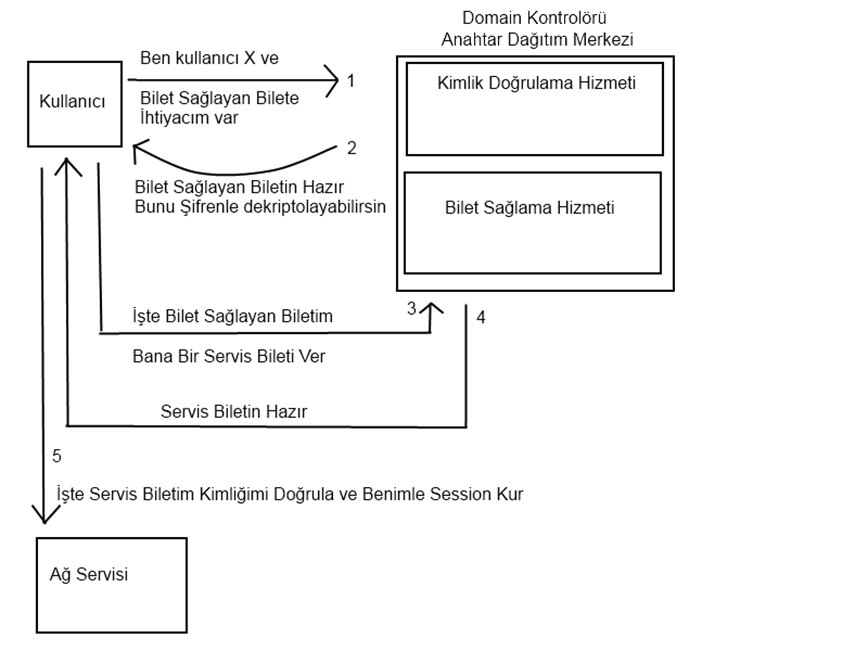 Domain Kontrolörü
Anahtar Dağıtım Merkezi
Kullanıcı
Ben kullanıcı X ve
1
Bilet Sağlayan Bilete
İhtiyacım var
Kimlik Doğrulama Hizmeti
2
Bilet Sağlayan Biletin Hazır
Bunu Şifrenle dekriptolayabilirsin
Bilet Sağlama Hizmeti
3
İşte Bilet Sağlayan Biletim
4
Bana Bir Servis Bileti Ver
Servis Biletin Hazır
5
İşte Servis Biletim Kimliğimi Doğrula ve Benimle Session Kur
Ağ Servisi